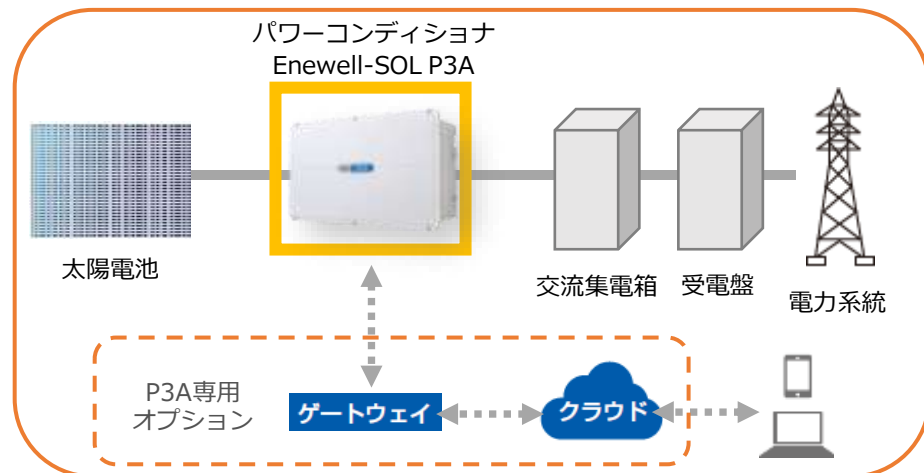 パワーコンディショナ
Enewell-SOL P3A
太陽電池
交流集電箱
受電盤
電力系統
P3A専用
オプション
ゲートウェイ
クラウド